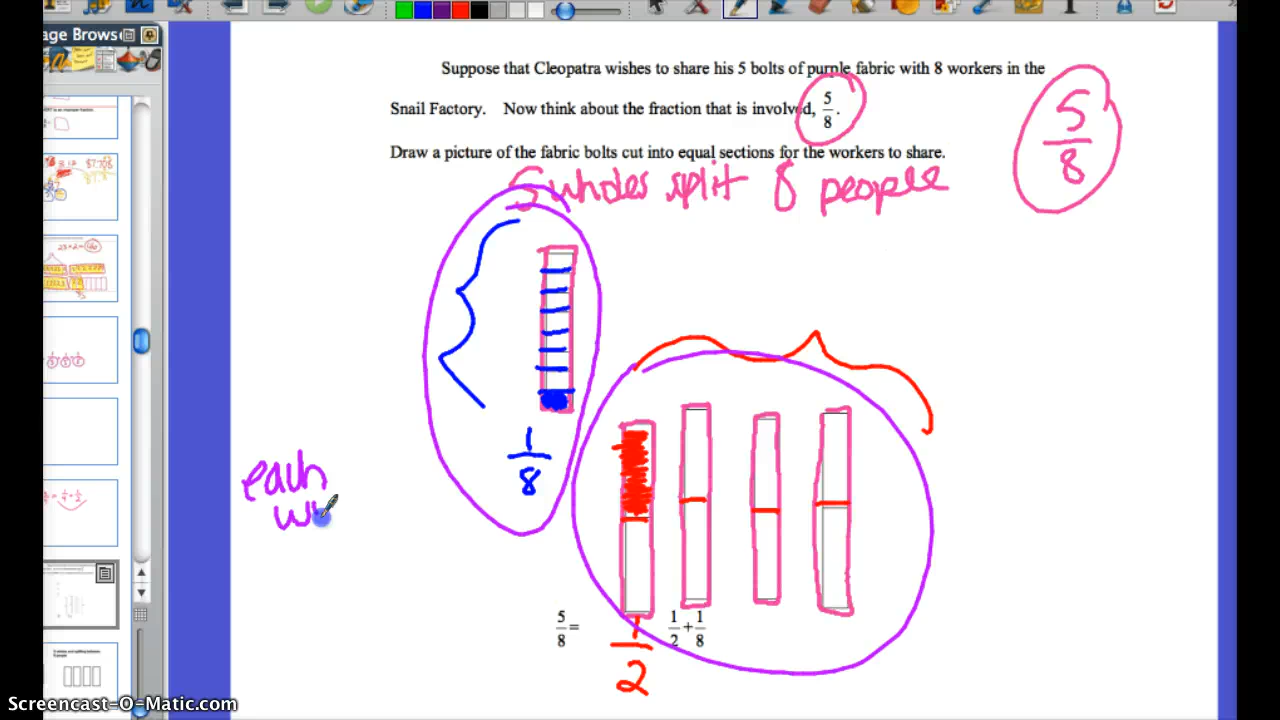 age Brows
Suppose that Cleopatra wishes to share his 5 bolts of purple fabric with 8 workers in the
Snail Factory. Now think about the fraction that is involved, 5/8.
5/8
Draw a picture of the fabric bolts cut into equal sections for the workers to share.
5 wholes split 8 people
1/8
each
w
5/8 = 1/2 + 1/8
1/2
Screencast-O-Matic.com